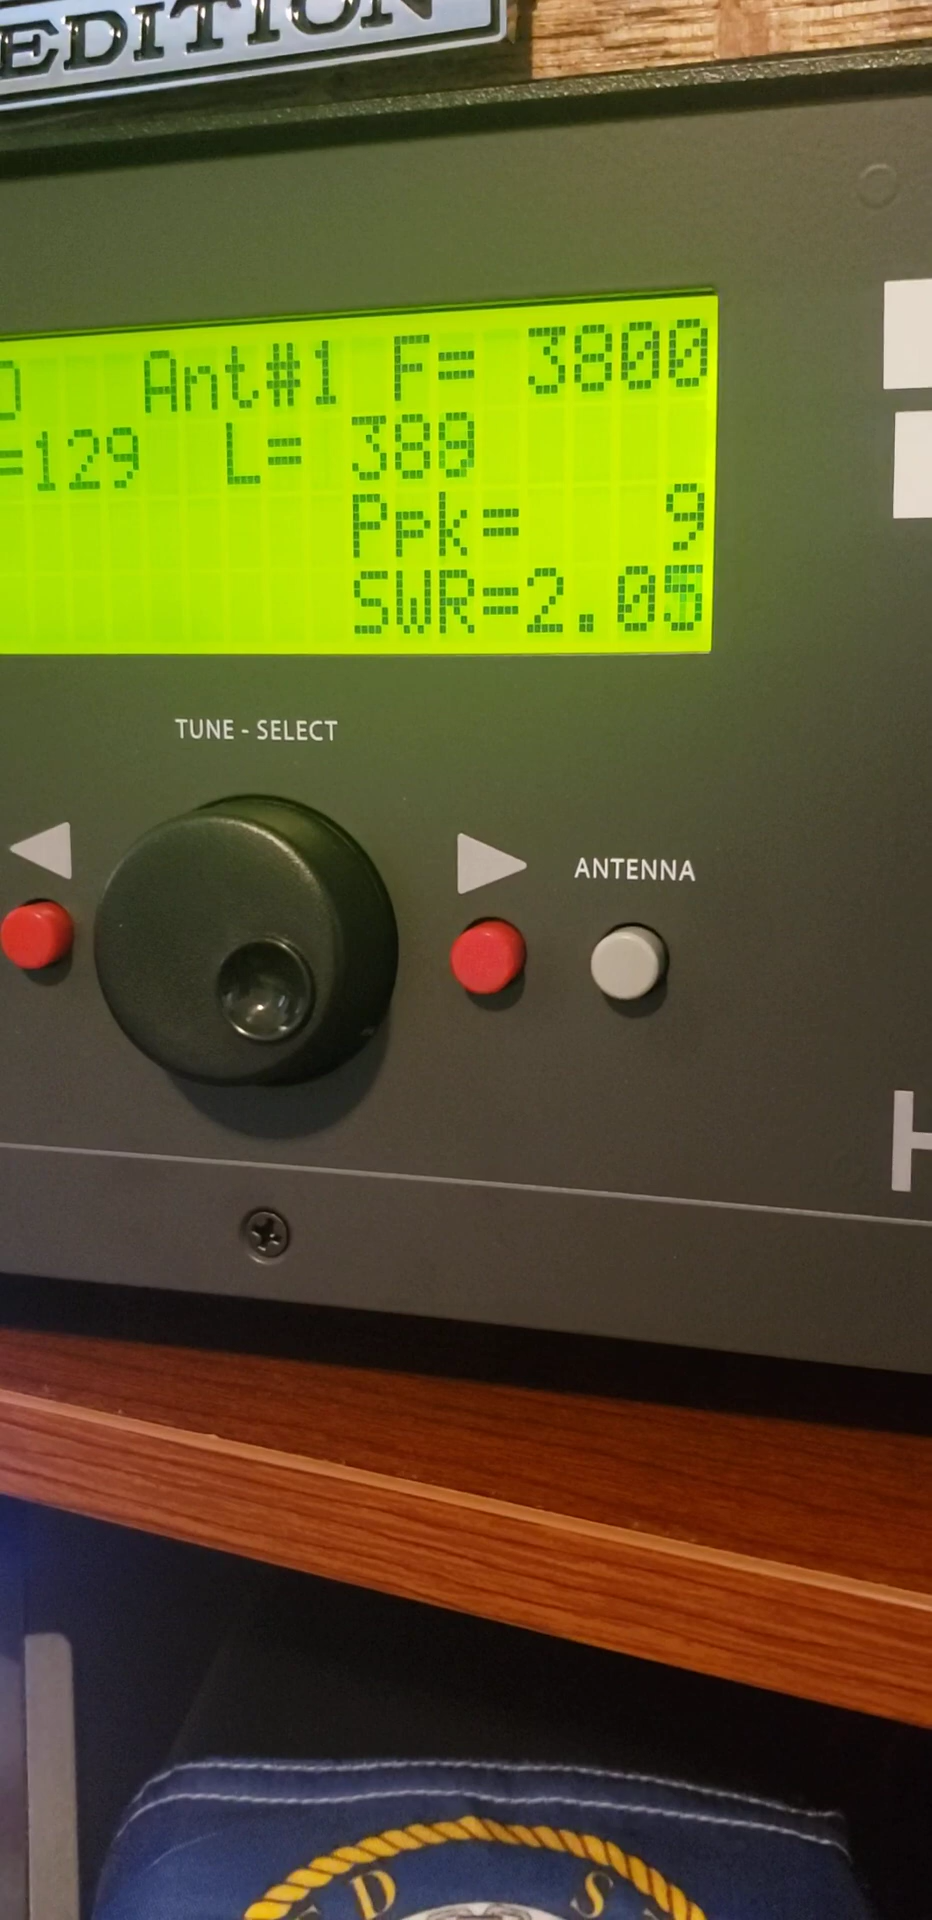 EDITION
Ant#1 F= 3800
=129 L= 380
Ppk= 9
SWR=2.05
TUNE - SELECT
ANTENNA
H
D S